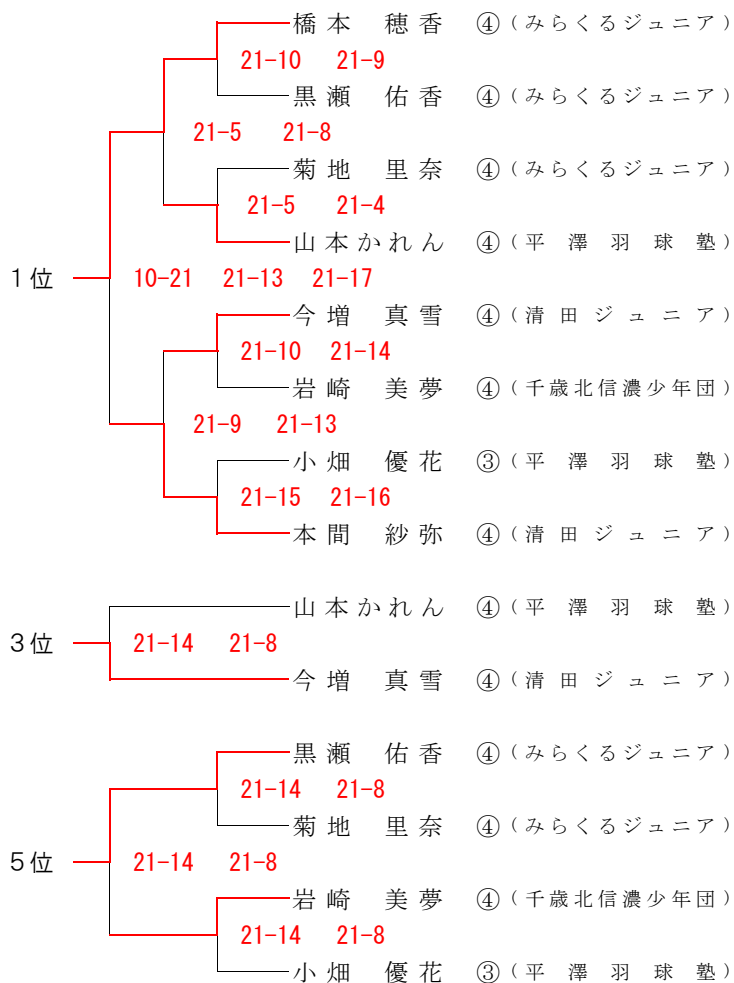 橋本 穂香 ④（みらくるジュニア）
21-10 21-9
黒瀬 佑香 ④（みらくるジュニア）
21-5 21-8
菊地 里奈 ④（みらくるジュニア）
21-5 21-4
山本かれん ④（平澤羽球塾）
1位 10-21 21-13 21-17
今増 真雪 ④（清田ジュニア）
21-10 21-14
岩崎 美夢 ④（千歳北信濃少年団）
21-9 21-13
小畑 優花 ③（平澤羽球塾）
21-15 21-16
本間 紗弥 ④（清田ジュニア）
山本かれん ④（平澤羽球塾）
3位 21-14 21-8
今増 真雪 ④（清田ジュニア）
黒瀬 佑香 ④（みらくるジュニア）
21-14 21-8
菊地 里奈 ④（みらくるジュニア）
5位 21-14 21-8
岩崎 美夢 ④（千歳北信濃少年団）
21-14 21-8
小畑 優花 ③（平澤羽球塾）